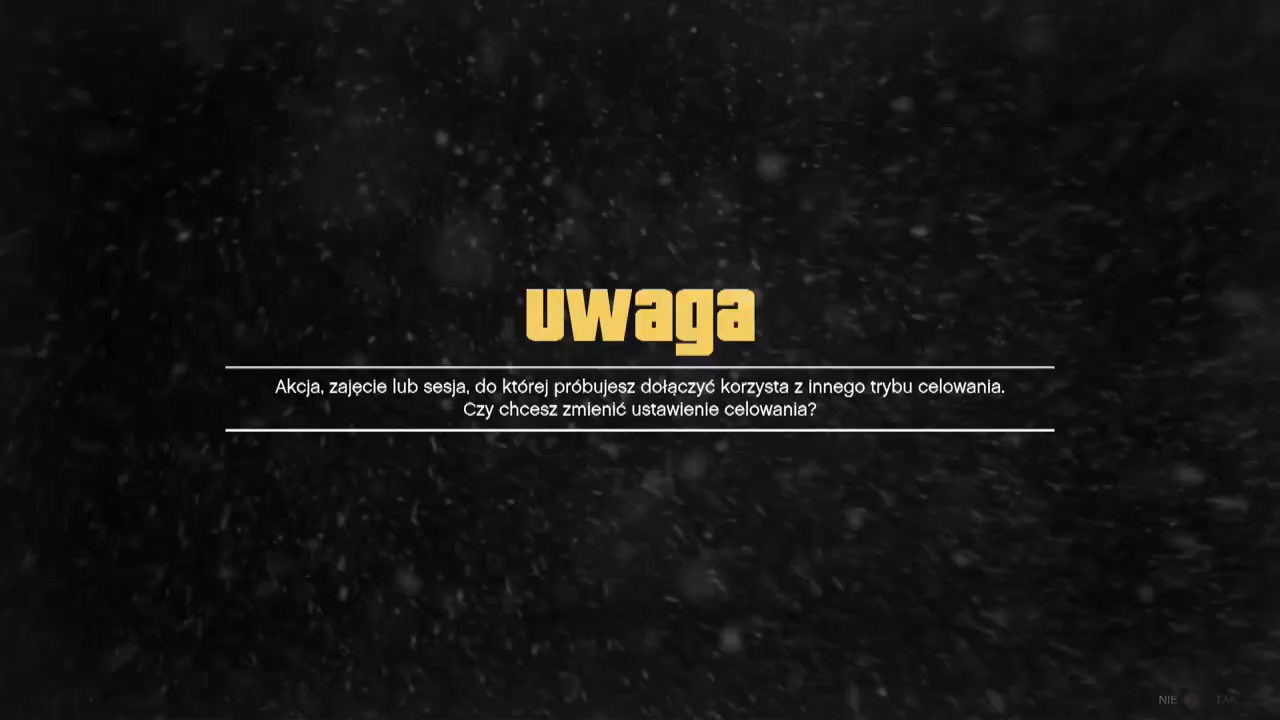 uwaga
Akcja, zajęcie lub sesja, do której próbujesz dołączyć korzysta z innego trybu celowania.
Czy chcesz zmienić ustawienie celowania?
NIE TAK